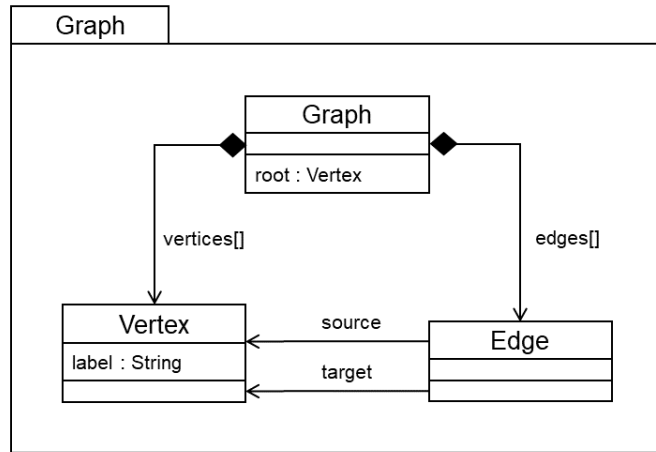 Graph
Graph
root : Vertex
vertices[]
edges[]
Vertex
label : String
source
target
Edge